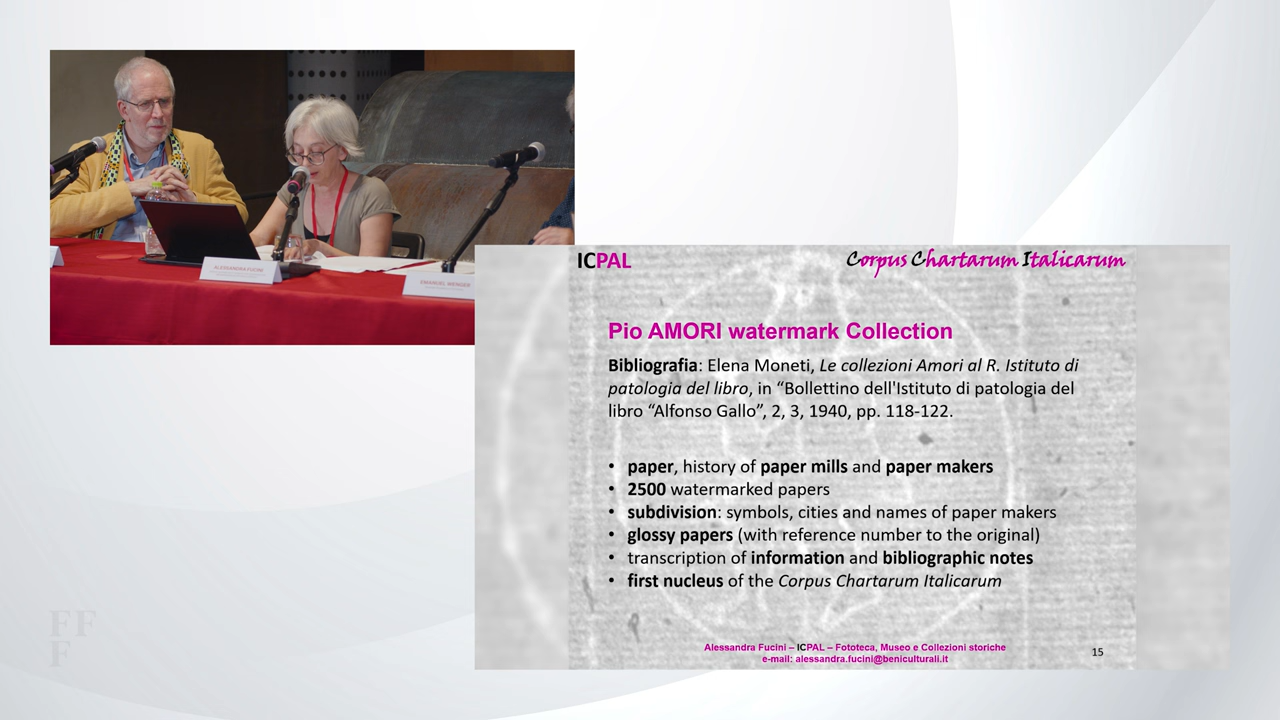 ALESSANDRA FUCINI
EMANUEL WENGER
ICPAL
Corpus Chartarum Italicarum
Pio AMORI watermark Collection
Bibliografia: Elena Moneti, Le collezioni Amori al R. Istituto di
patologia del libro, in “Bollettino dell'Istituto di patologia del
libro “Alfonso Gallo”, 2, 3, 1940, pp. 118-122.
• paper, history of paper mills and paper makers
• 2500 watermarked papers
• subdivision: symbols, cities and names of paper makers
• glossy papers (with reference number to the original)
• transcription of information and bibliographic notes
• first nucleus of the Corpus Chartarum Italicarum
Alessandra Fucini – ICPAL – Fototeca, Museo e Collezioni storiche
e-mail: alessandra.fucini@beniculturali.it
15
FF
F